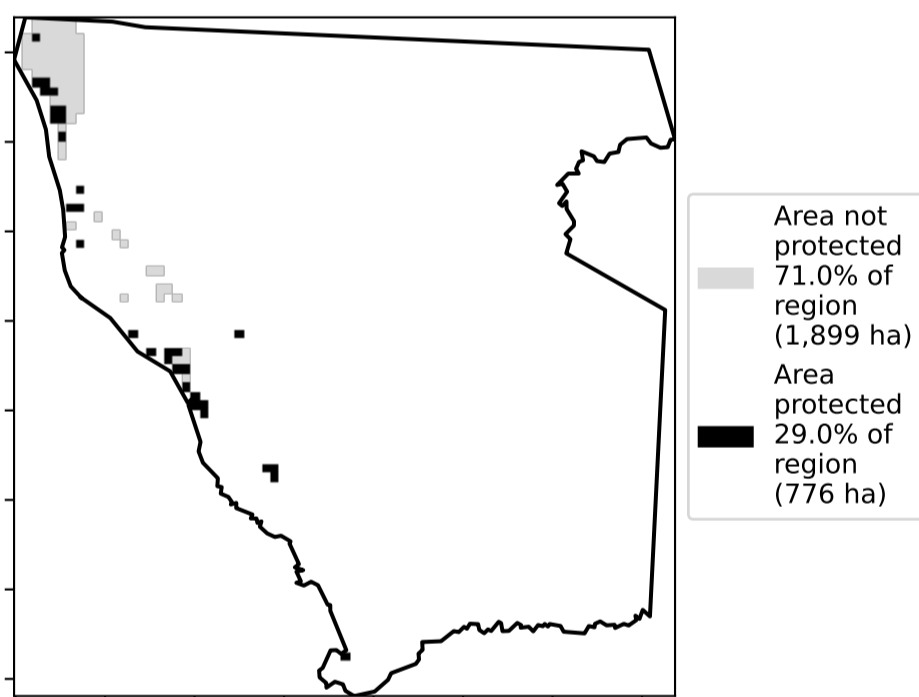 Area not
protected
71.0% of
region
(1,899 ha)
Area
protected
29.0% of
region
(776 ha)